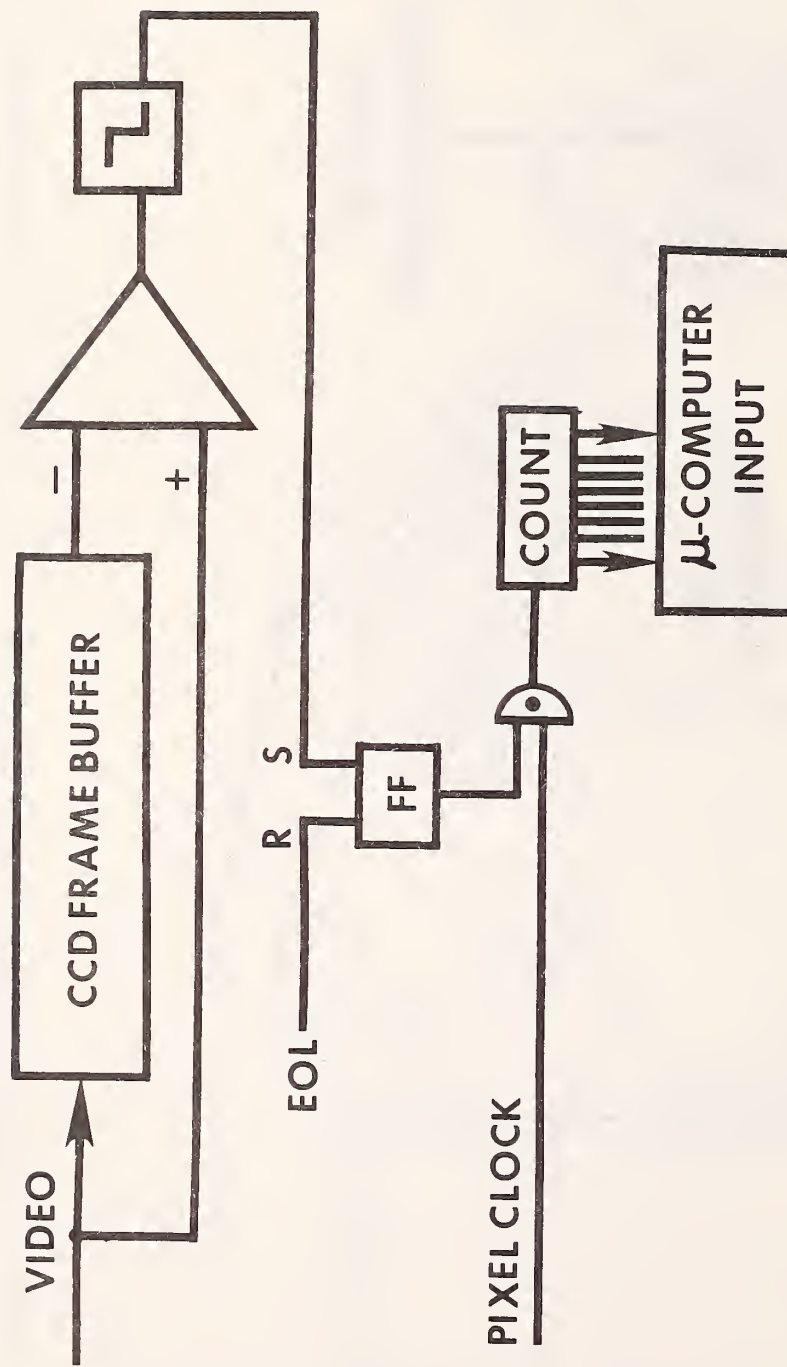 VIDEO
CCD FRAME BUFFER
−
+
EOL
R
S
FF
PIXEL CLOCK
COUNT
μ-COMPUTER
INPUT